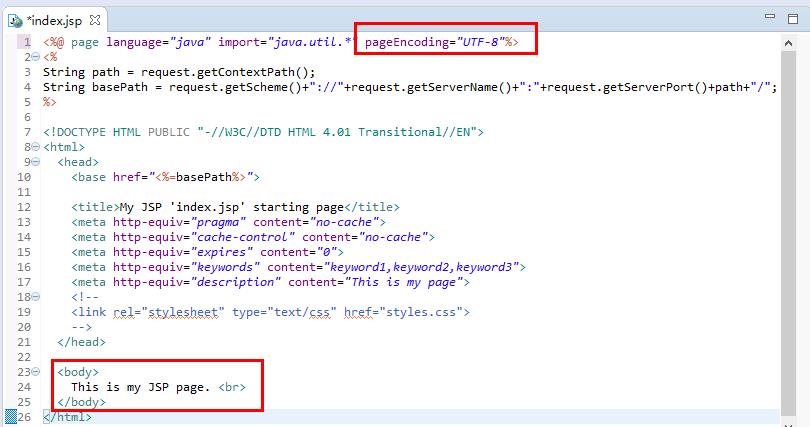 *index.jsp
1 <%@ page language="java" import="java.util.*" pageEncoding="UTF-8"%>
2 <%
3 String path = request.getContextPath();
4 String basePath = request.getScheme()+"://"+request.getServerName()+":"+request.getServerPort()+path+"/";
5 %>
6
7 <!DOCTYPE HTML PUBLIC "-//W3C//DTD HTML 4.01 Transitional//EN">
8 <html>
9   <head>
10     <base href="<%=basePath%>">
11
12     <title>My JSP 'index.jsp' starting page</title>
13     <meta http-equiv="pragma" content="no-cache">
14     <meta http-equiv="cache-control" content="no-cache">
15     <meta http-equiv="expires" content="0">
16     <meta http-equiv="keywords" content="keyword1,keyword2,keyword3">
17     <meta http-equiv="description" content="This is my page">
18     <!--
19     <link rel="stylesheet" type="text/css" href="styles.css">
20     -->
21   </head>
22
23   <body>
24     This is my JSP page. <br>
25   </body>
26 </html>